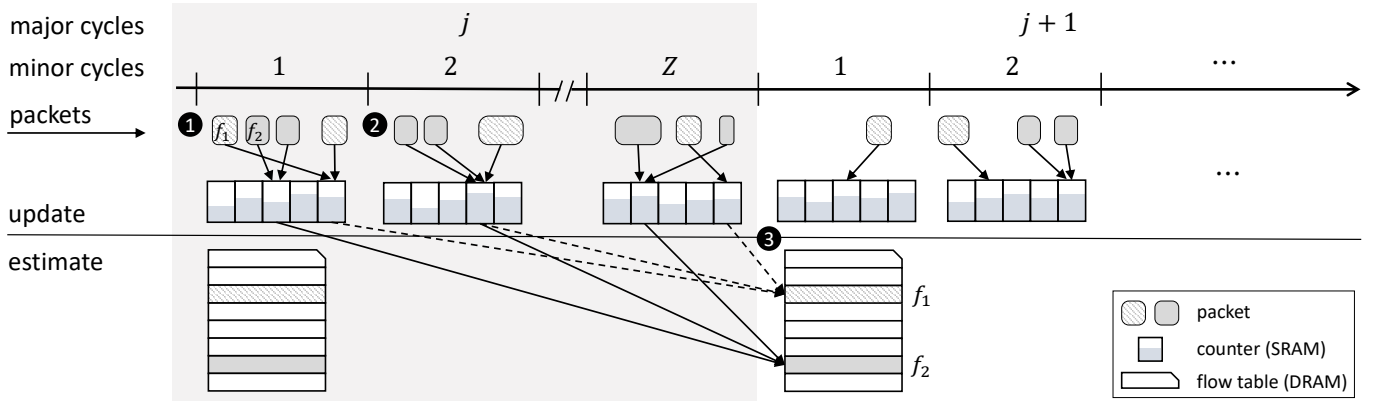 major cycles j j + 1
minor cycles 1 2 Z 1 2 ...
packets
1 f₁ f₂ 2
...
update
3
estimate
f₁
f₂
packet
counter (SRAM)
flow table (DRAM)